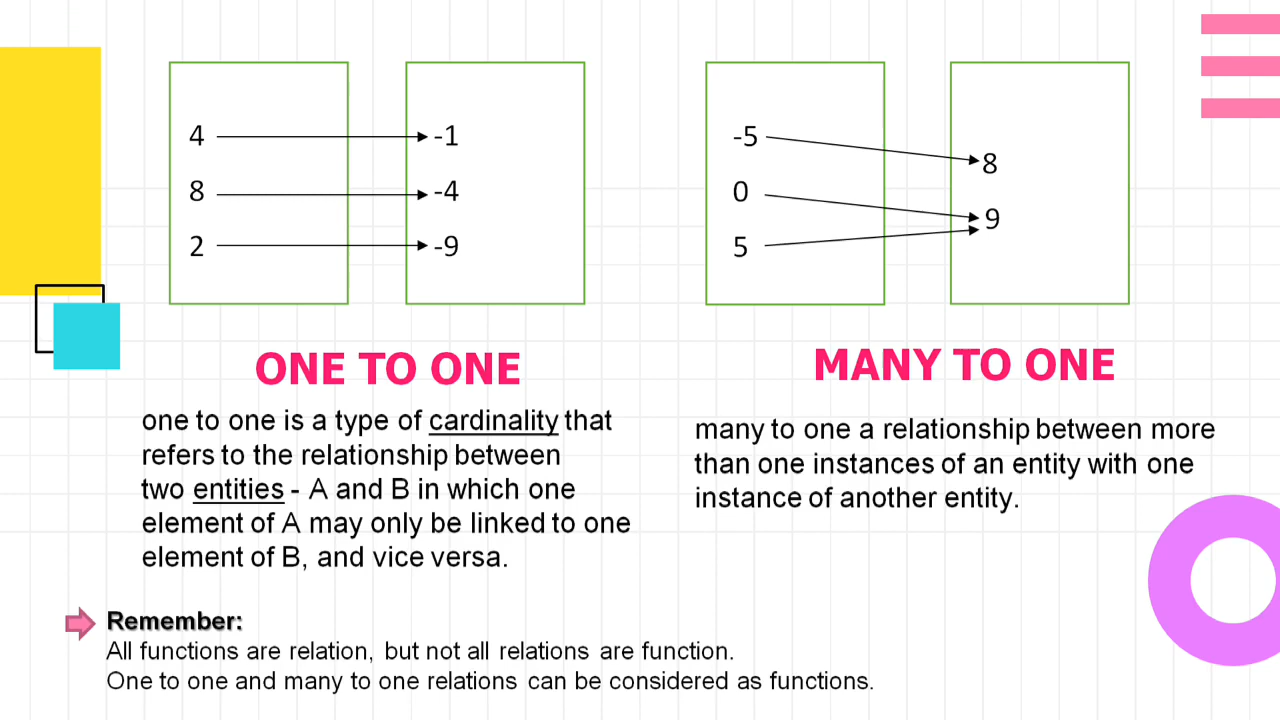 4 -1
8 -4
2 -9
-5 8
0 9
5
ONE TO ONE
one to one is a type of cardinality that
refers to the relationship between
two entities - A and B in which one
element of A may only be linked to one
element of B, and vice versa.
MANY TO ONE
many to one a relationship between more
than one instances of an entity with one
instance of another entity.
Remember:
All functions are relation, but not all relations are function.
One to one and many to one relations can be considered as functions.